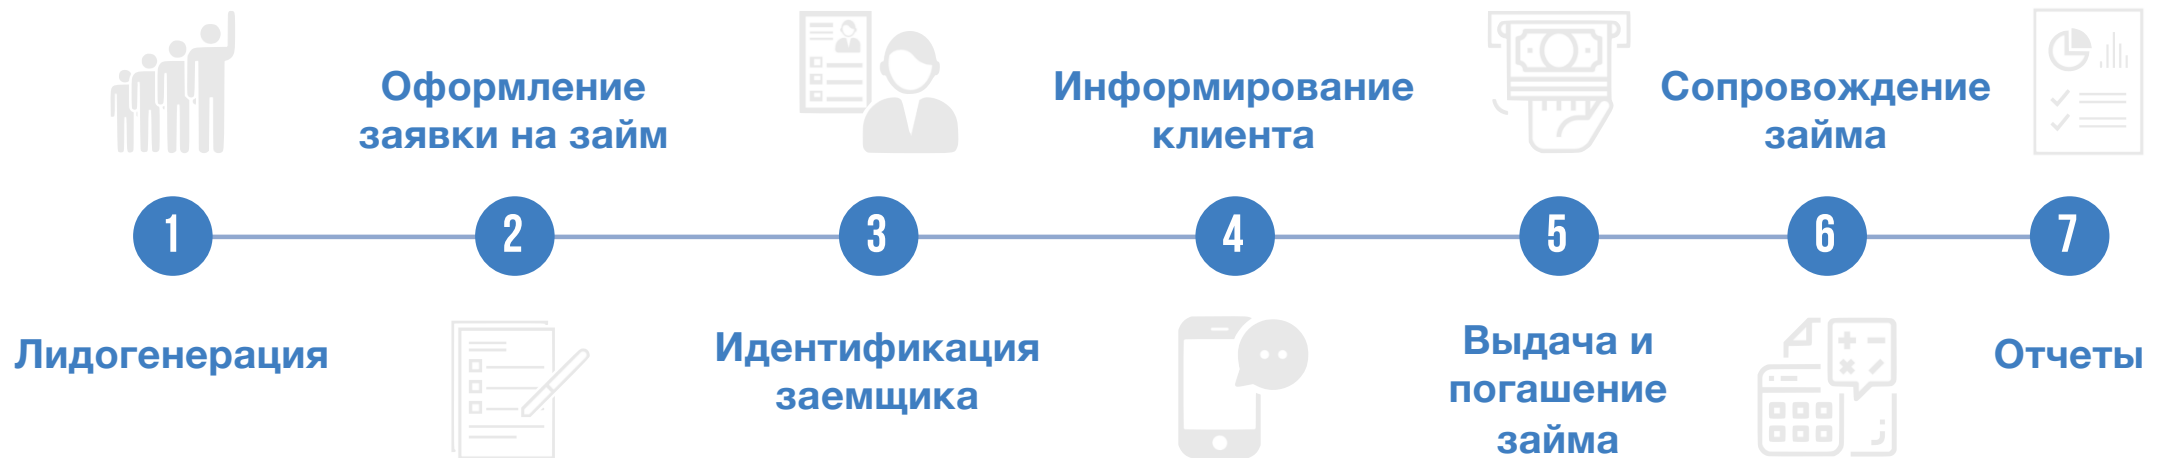 Оформление
заявки на займ
Информирование
клиента
Сопровождение
займа
1
2
3
4
5
6
7
Лидогенерация
Идентификация
заемщика
Выдача и
погашение
займа
Отчеты